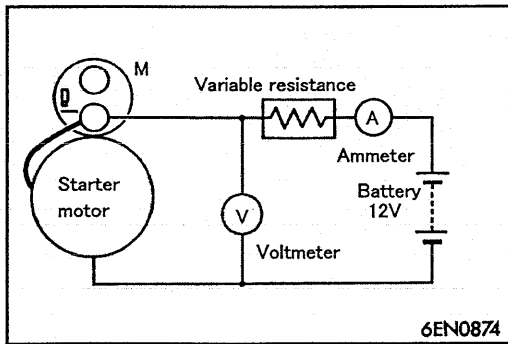 M
Variable resistance
A
Ammeter
Starter
motor
Battery
12V
V
Voltmeter
6EN0874